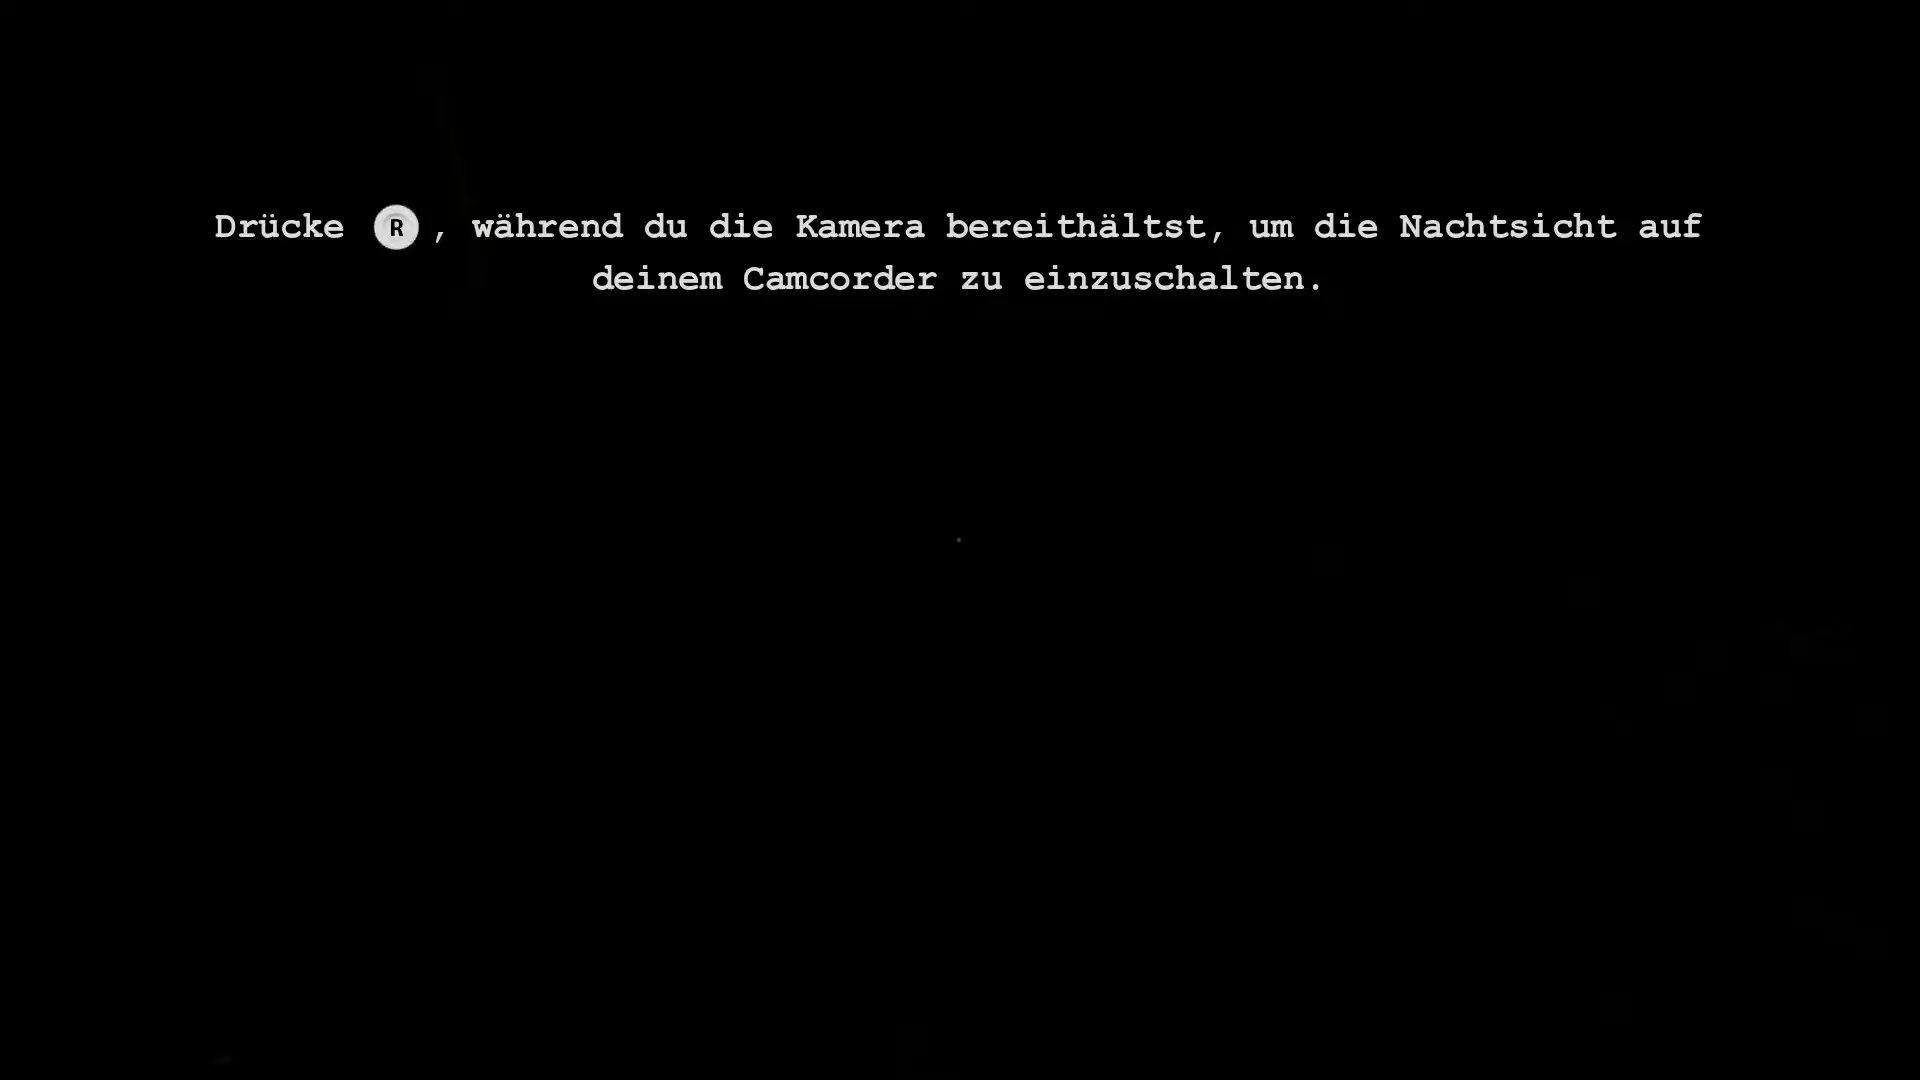 Drücke R, während du die Kamera bereithältst, um die Nachtsicht auf
deinem Camcorder zu einzuschalten.